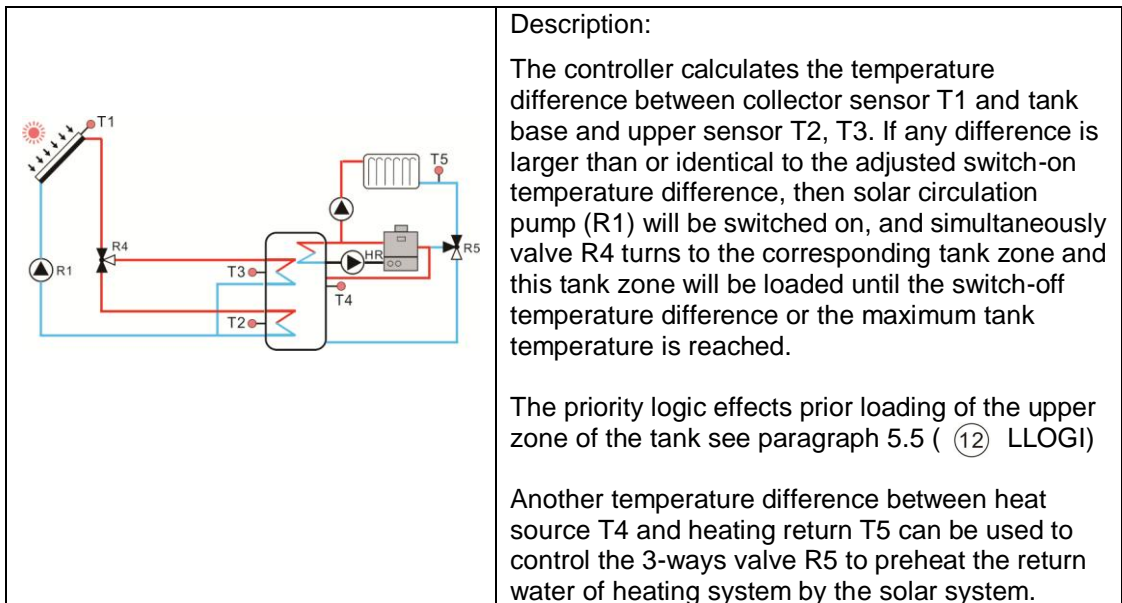 T1
R4
R1
T3
T2
T4
HR
T5
R5
Description:
The controller calculates the temperature
difference between collector sensor T1 and tank
base and upper sensor T2, T3. If any difference is
larger than or identical to the adjusted switch-on
temperature difference, then solar circulation
pump (R1) will be switched on, and simultaneously
valve R4 turns to the corresponding tank zone and
this tank zone will be loaded until the switch-off
temperature difference or the maximum tank
temperature is reached.
The priority logic effects prior loading of the upper
zone of the tank see paragraph 5.5 ( ⑫ LLOGI)
Another temperature difference between heat
source T4 and heating return T5 can be used to
control the 3-ways valve R5 to preheat the return
water of heating system by the solar system.